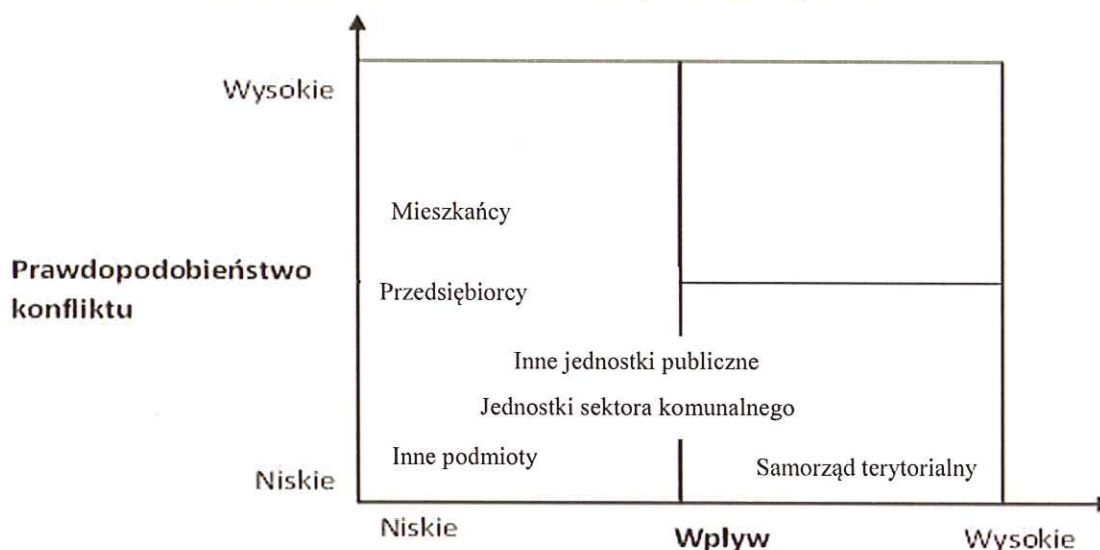 Wysokie
Mieszkańcy
Prawdopodobieństwo
konfliktu
Przedsiębiorcy
Inne jednostki publiczne
Jednostki sektora komunalnego
Inne podmioty
Samorząd terytorialny
Niskie
Niskie
Wpływ
Wysokie